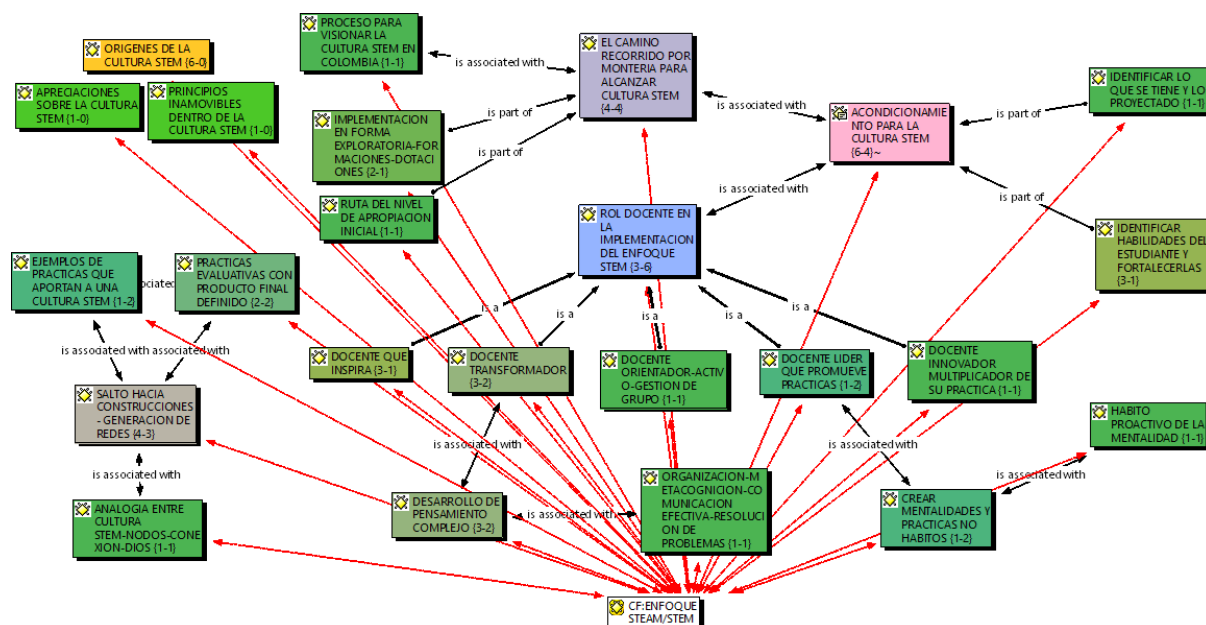 PROCESO PARA
VISIONAR LA
CULTURA STEM EN
COLOMBIA {1-1}
EL CAMINO
RECORRIDO POR
MONTERIA PARA
ALCANZAR
CULTURA STEM
{4-4}
ORIGENES DE LA
CULTURA STEM {6-0}
is associated with
APRECIACIONES
SOBRE LA CULTURA
STEM {1-0}
PRINCIPIOS
INAMOVIBLES
DENTRO DE LA
CULTURA STEM {1-0}
IDENTIFICAR LO
QUE SE TIENE Y LO
PROYECTADO {1-1}
is associated with
is part of
IMPLEMENTACION
EN FORMA
EXPLORATORIA-FOR
MACIONES-DOTACI
ONES {2-1}
ACONDICIONAMIE
NTO PARA LA
CULTURA STEM
{6-4}~
is part of
is part of
is associated with
is part of
RUTA DEL NIVEL
DE APROPIACION
INICIAL {1-1}
ROL DOCENTE EN
LA
IMPLEMENTACION
DEL ENFOQUE
STEM {3-6}
IDENTIFICAR
HABILIDADES DEL
ESTUDIANTE Y
FORTALECERLAS
{3-1}
EJEMPLOS DE
PRACTICAS QUE
APORTAN A UNA
CULTURA STEM {1-2}
PRACTICAS
EVALUATIVAS CON
PRODUCTO FINAL
DEFINIDO {2-2}
is a
is a
is a
is a
is a
is associated with
is associated with
DOCENTE QUE
INSPIRA {3-1}
DOCENTE
TRANSFORMADOR
{3-2}
DOCENTE
ORIENTADOR-ACTIV
O-GESTION DE
GRUPO {1-1}
DOCENTE LIDER
QUE PROMUEVE
PRACTICAS {1-2}
DOCENTE
INNOVADOR
MULTIPLICADOR DE
SU PRACTICA {1-1}
SALTO HACIA
CONSTRUCCIONES
- GENERACION DE
REDES {4-3}
HABITO
PROACTIVO DE LA
MENTALIDAD {1-1}
is associated with
is associated with
is associated with
is associated with
ANALOGIA ENTRE
CULTURA
STEM-NODOS-CONE
XION-DIOS {1-1}
DESARROLLO DE
PENSAMIENTO
COMPLEJO {3-2}
is associated with
ORGANIZACION-M
ETACOGNICION-CO
MUNICACION
EFECTIVA-RESOLUCI
ON DE
PROBLEMAS {1-1}
CREAR
MENTALIDADES Y
PRACTICAS NO
HABITOS {1-2}
CF:ENFOQUE
STEAM/STEM